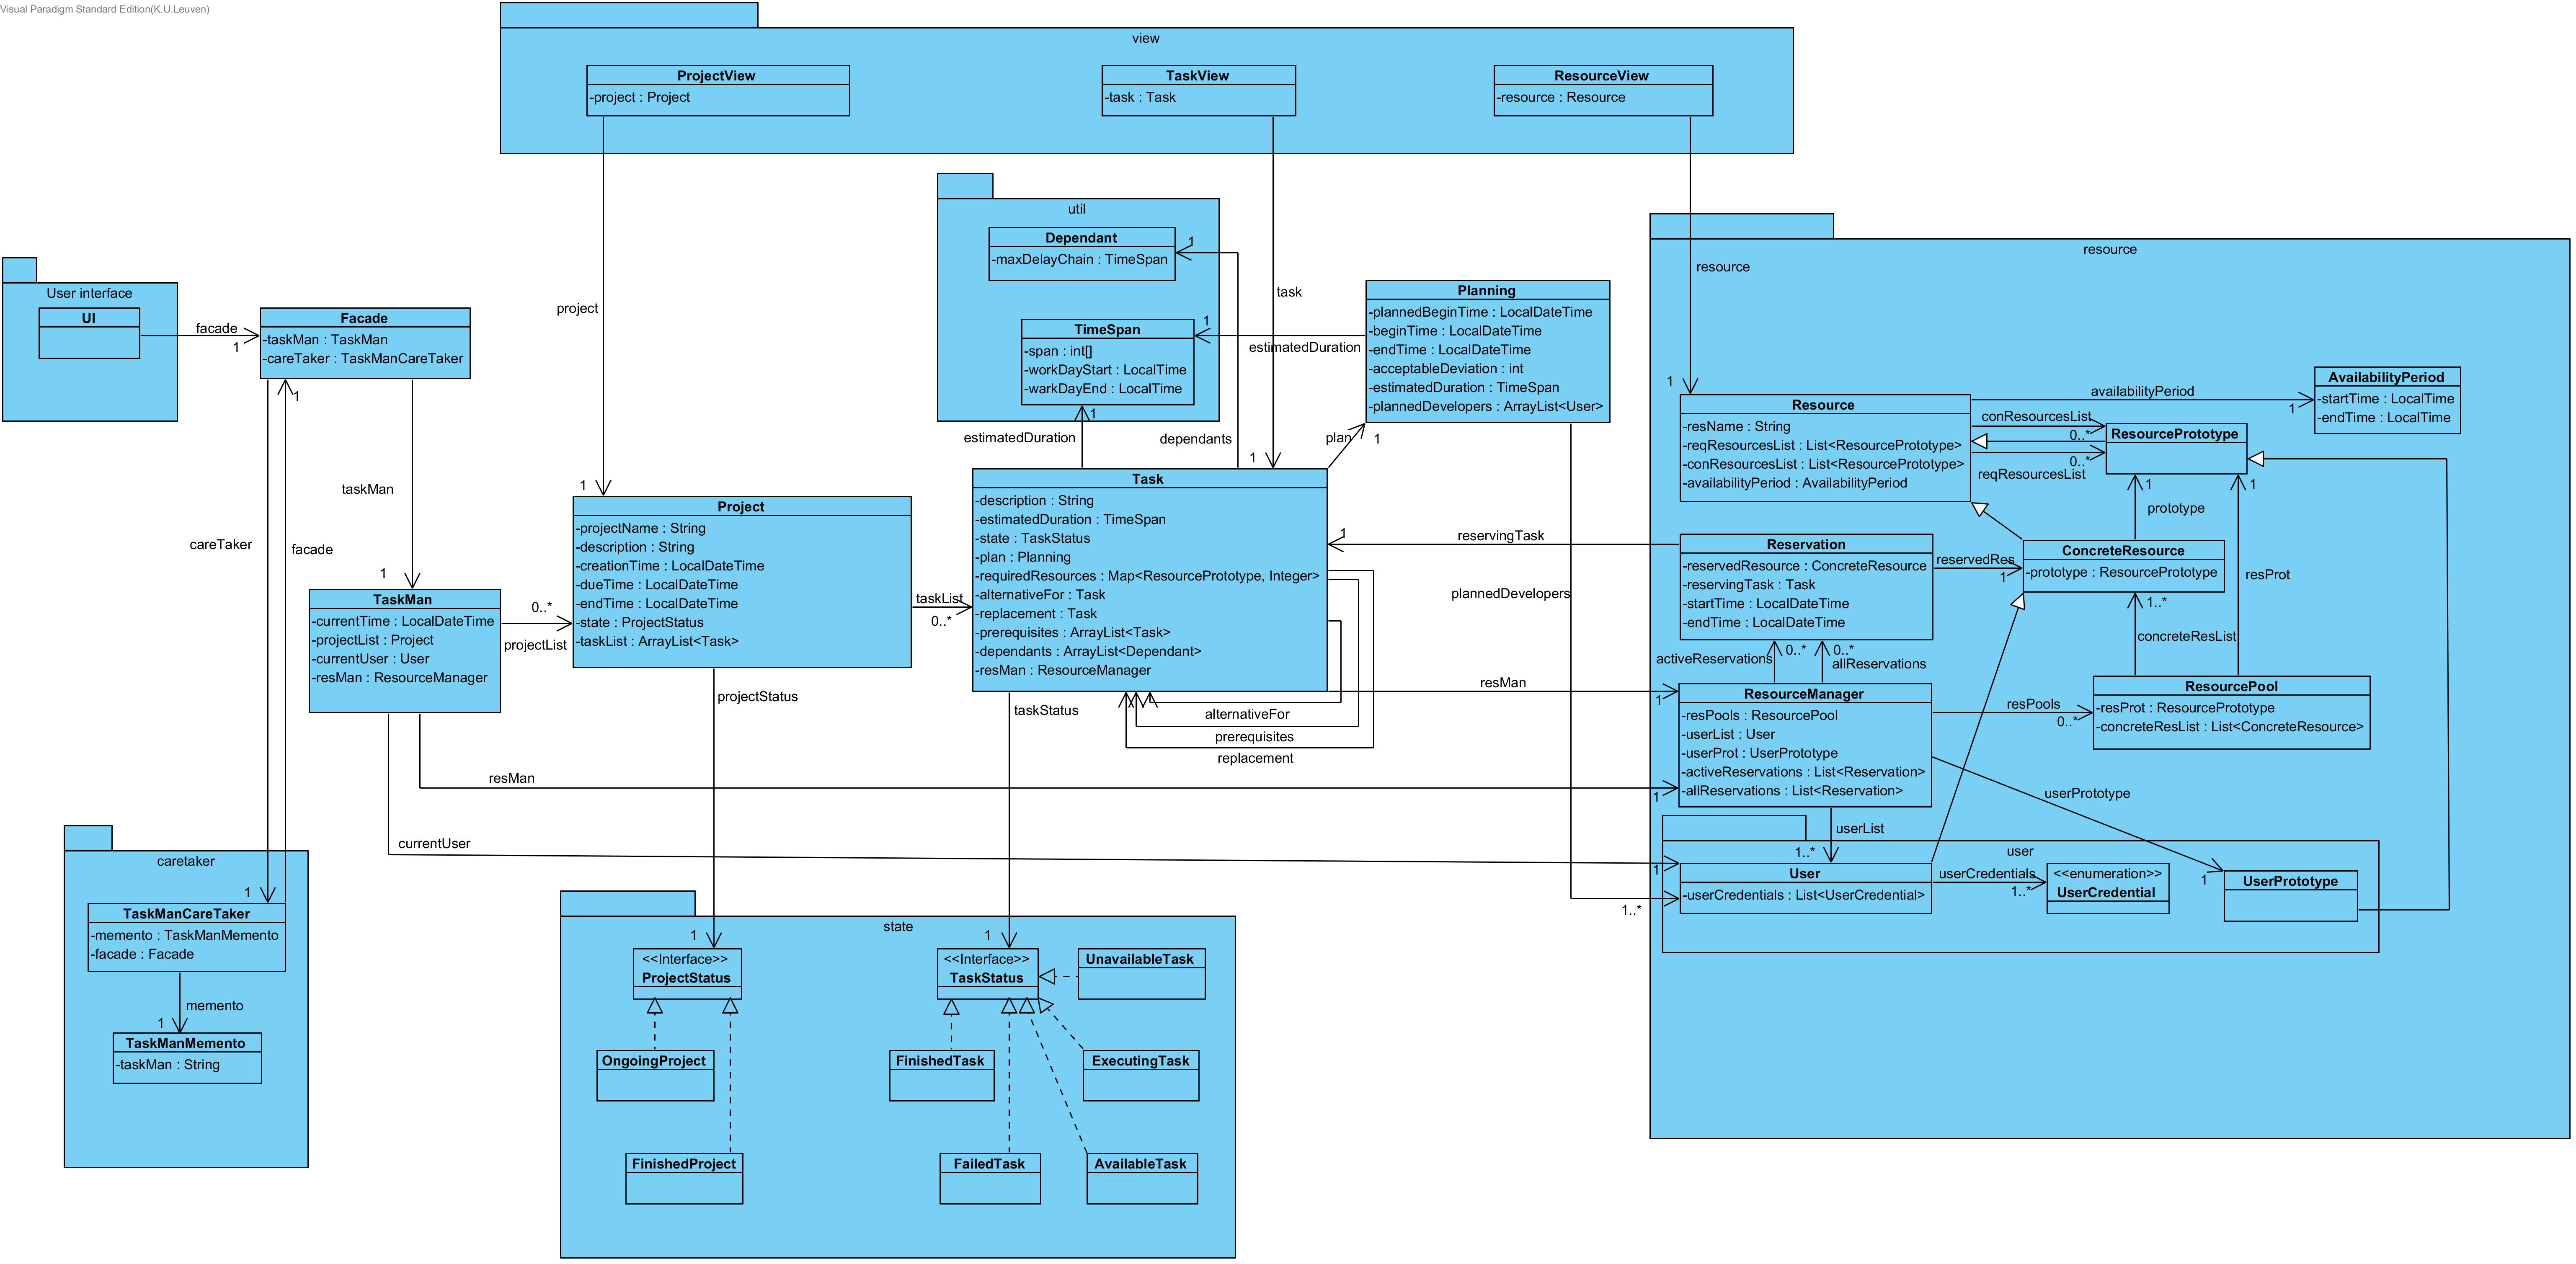 Visual Paradigm Standard Edition(K.U.Leuven)
view
ProjectView
-project : Project
TaskView
-task : Task
ResourceView
-resource : Resource
project
1
task
1
resource
1
util
Dependant
-maxDelayChain : TimeSpan
1
TimeSpan
-span : int[]
-workDayStart : LocalTime
-warkDayEnd : LocalTime
1
1
estimatedDuration
estimatedDuration
dependants
plan
1
Planning
-plannedBeginTime : LocalDateTime
-beginTime : LocalDateTime
-endTime : LocalDateTime
-acceptableDeviation : int
-estimatedDuration : TimeSpan
-plannedDevelopers : ArrayList<User>
plannedDevelopers
1..*
User interface
UI
facade
1
Facade
-taskMan : TaskMan
-careTaker : TaskManCareTaker
1
taskMan
1
careTaker
1
facade
TaskMan
-currentTime : LocalDateTime
-projectList : Project
-currentUser : User
-resMan : ResourceManager
0..*
projectList
Project
-projectName : String
-description : String
-creationTime : LocalDateTime
-dueTime : LocalDateTime
-endTime : LocalDateTime
-state : ProjectStatus
-taskList : ArrayList<Task>
taskList
0..*
Task
-description : String
-estimatedDuration : TimeSpan
-state : TaskStatus
-plan : Planning
-requiredResources : Map<ResourcePrototype, Integer>
-alternativeFor : Task
-replacement : Task
-prerequisites : ArrayList<Task>
-dependants : ArrayList<Dependant>
-resMan : ResourceManager
1
reservingTask
alternativeFor
prerequisites
replacement
resMan
1
resMan
1
currentUser
1
projectStatus
1
taskStatus
1
caretaker
TaskManCareTaker
-memento : TaskManMemento
-facade : Facade
memento
1
TaskManMemento
-taskMan : String
state
<<Interface>>
ProjectStatus
<<Interface>>
TaskStatus
UnavailableTask
OngoingProject
FinishedTask
ExecutingTask
FinishedProject
FailedTask
AvailableTask
resource
Resource
-resName : String
-reqResourcesList : List<ResourcePrototype>
-conResourcesList : List<ResourcePrototype>
-availabilityPeriod : AvailabilityPeriod
availabilityPeriod
1
AvailabilityPeriod
-startTime : LocalTime
-endTime : LocalTime
conResourcesList
0..*
0..*
reqResourcesList
ResourcePrototype
1
prototype
1
resProt
Reservation
-reservedResource : ConcreteResource
-reservingTask : Task
-startTime : LocalDateTime
-endTime : LocalDateTime
reservedRes
1
ConcreteResource
-prototype : ResourcePrototype
1..*
concreteResList
activeReservations
0..*
0..*
allReservations
ResourceManager
-resPools : ResourcePool
-userList : User
-userProt : UserPrototype
-activeReservations : List<Reservation>
-allReservations : List<Reservation>
resPools
0..*
ResourcePool
-resProt : ResourcePrototype
-concreteResList : List<ConcreteResource>
userPrototype
1
userList
1..*
user
User
-userCredentials : List<UserCredential>
userCredentials
1..*
<<enumeration>>
UserCredential
UserPrototype